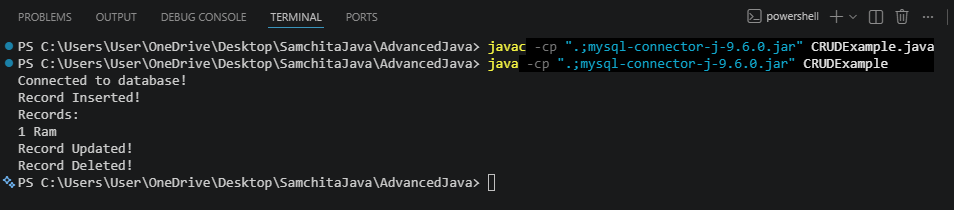 PROBLEMS OUTPUT DEBUG CONSOLE TERMINAL PORTS powershell
PS C:\Users\User\OneDrive\Desktop\SamchitaJava\AdvancedJava> javac -cp ".;mysql-connector-j-9.6.0.jar" CRUDExample.java
PS C:\Users\User\OneDrive\Desktop\SamchitaJava\AdvancedJava> java -cp ".;mysql-connector-j-9.6.0.jar" CRUDExample
Connected to database!
Record Inserted!
Records:
1 Ram
Record Updated!
Record Deleted!
PS C:\Users\User\OneDrive\Desktop\SamchitaJava\AdvancedJava>